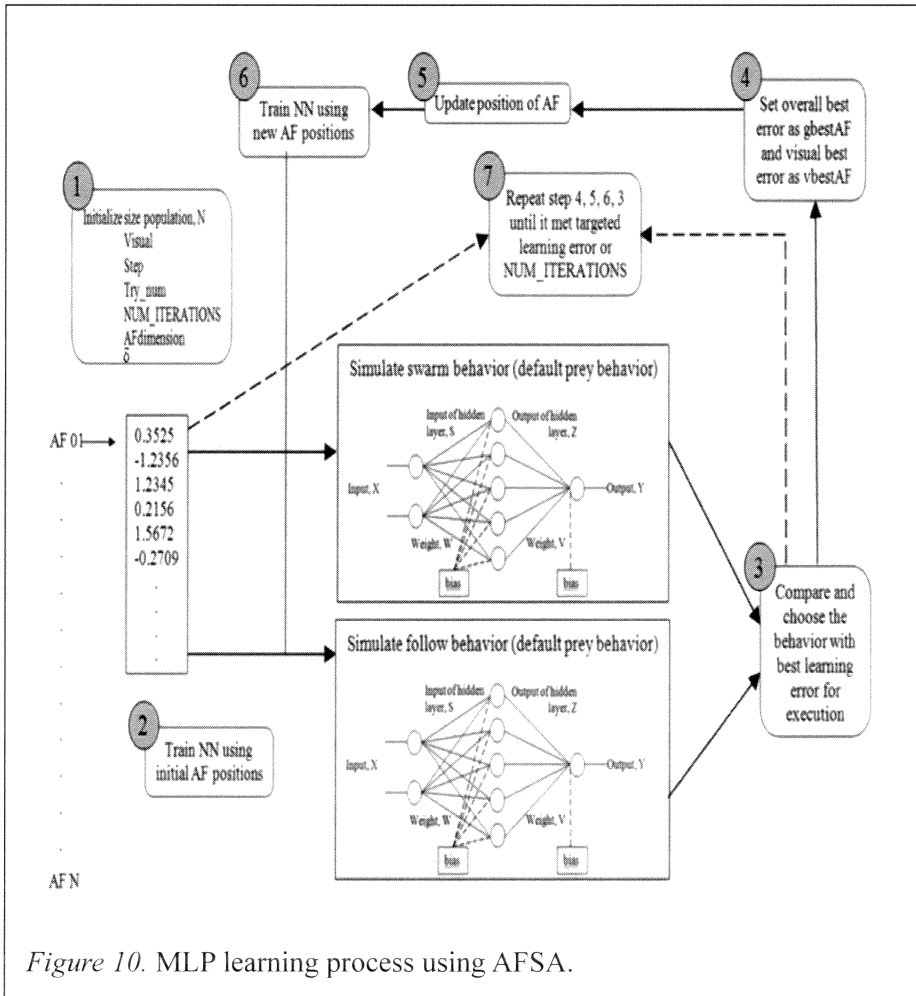 6
Train NN using
new AF positions
5
Update position of AF
4
Set overall best
error as gbestAF
and visual best
error as vbestAF
1
Initialize size population, N
Visual
Step
Try_num
NUM_ITERATIONS
AFdimension
δ
7
Repeat step 4, 5, 6, 3
until it met targeted
learning error or
NUM_ITERATIONS
AF 01
0.3525
-1.2356
1.2345
0.2156
1.5672
-0.2709
.
.
.
.
Simulate swarm behavior (default prey behavior)
Input of hidden
layer, S
Output of hidden
layer, Z
Input, X
Output, Y
Weight, W
Weight, V
bias
bias
3
Compare and
choose the
behavior with
best learning
error for
execution
Simulate follow behavior (default prey behavior)
Input of hidden
layer, S
Output of hidden
layer, Z
Input, X
Output, Y
Weight, W
Weight, V
bias
bias
2
Train NN using
initial AF positions
AF N
Figure 10. MLP learning process using AFSA.